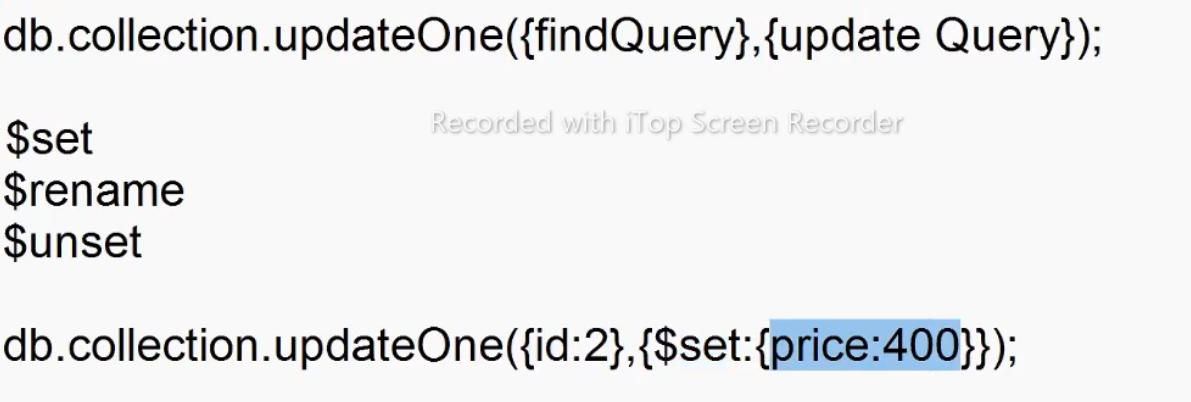 db.collection.updateOne({findQuery},{update Query});
Recorded with iTop Screen Recorder
$set
$rename
$unset
db.collection.updateOne({id:2},{$set:{price:400}});